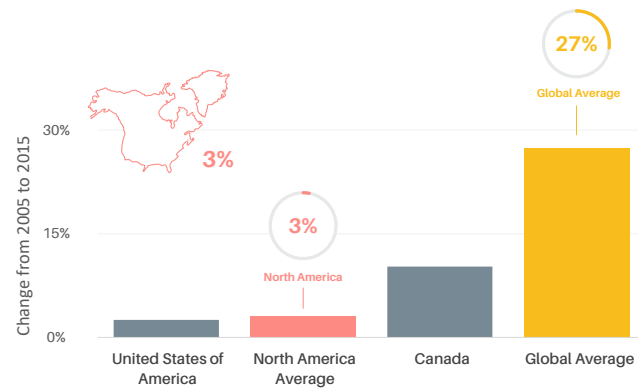 27%
Global Average
30%
3%
15%
3%
North America
0%
Change from 2005 to 2015
United States of
America
North America
Average
Canada
Global Average